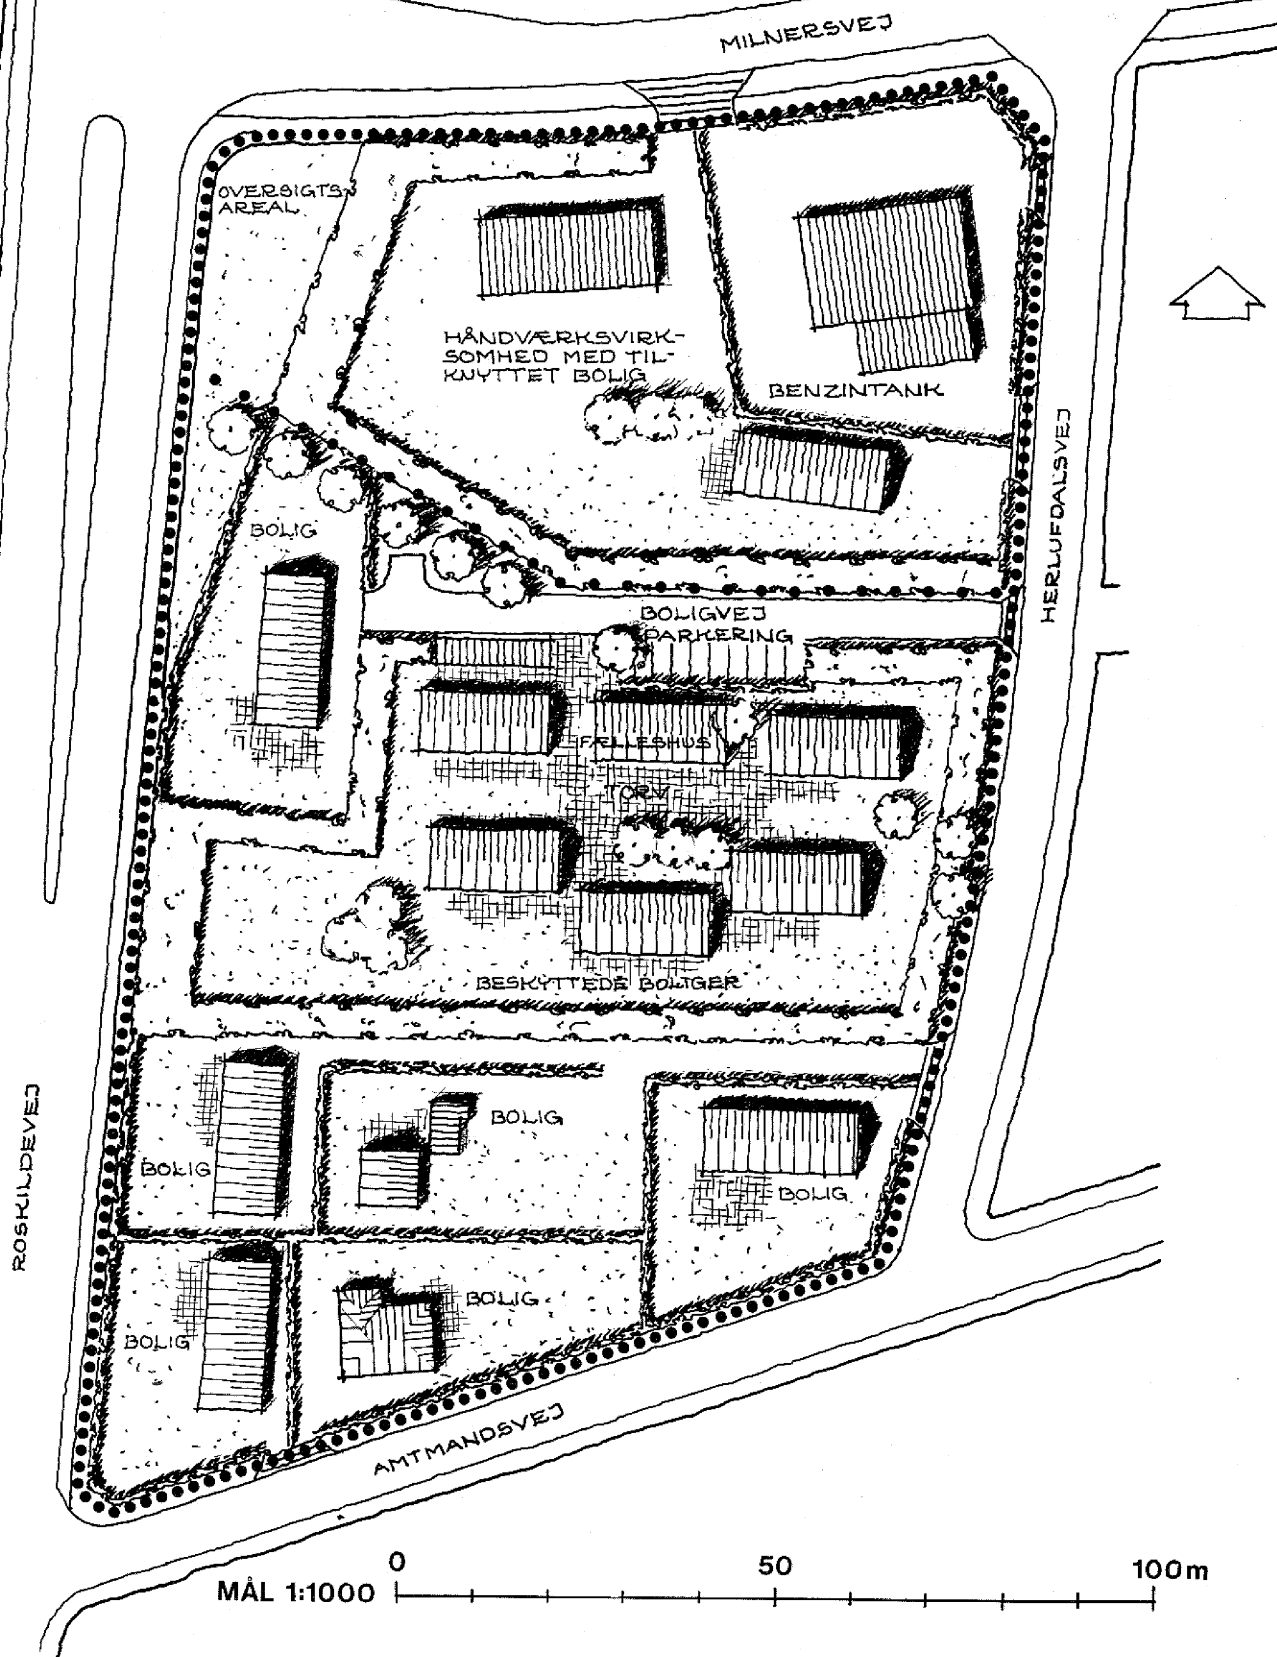 MILNERSVEJ
OVERSIGTS-
AREAL
HÅNDVÆRKSVIRK-
SOMHED MED TIL-
KNYTTET BOLIG
BENZINTANK
HERLUFDALSVEJ
BOLIG
BOLIGVEJ
PARKERING
FÆLLESHUS
TORV
BESKYTTEDE BOLIGER
ROSKILDEVEJ
BOLIG
BOLIG
BOLIG
BOLIG
BOLIG
AMTMANDSVEJ
0 50 100m
MÅL 1:1000